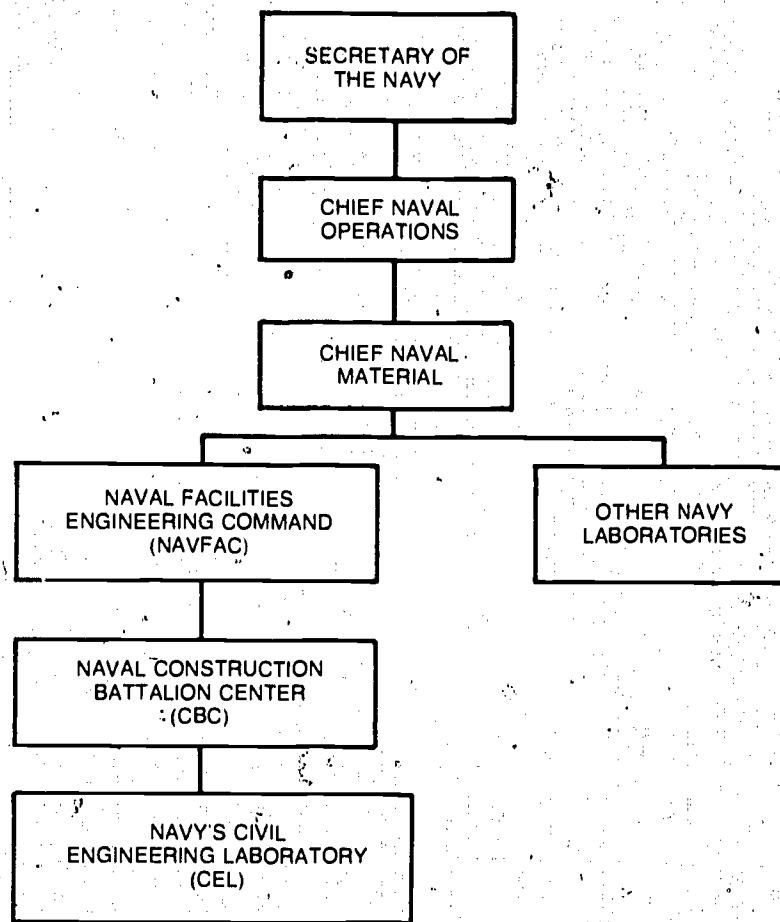 SECRETARY OF
THE NAVY
CHIEF NAVAL
OPERATIONS
CHIEF NAVAL
MATERIAL
NAVAL FACILITIES
ENGINEERING COMMAND
(NAVFAC)
OTHER NAVY
LABORATORIES
NAVAL CONSTRUCTION
BATTALION CENTER
(CBC)
NAVY'S CIVIL
ENGINEERING LABORATORY
(CEL)